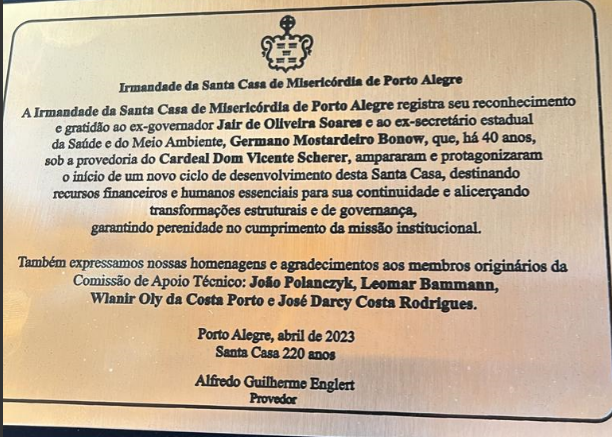 Irmandade da Santa Casa de Misericórdia de Porto Alegre
A Irmandade da Santa Casa de Misericórdia de Porto Alegre registra seu reconhecimento
e gratidão ao ex-governador Jair de Oliveira Soares e ao ex-secretário estadual
da Saúde e do Meio Ambiente, Germano Mostardeiro Bonow, que, há 40 anos,
sob a provedoria do Cardeal Dom Vicente Scherer, ampararam e protagonizaram
o início de um novo ciclo de desenvolvimento desta Santa Casa, destinando
recursos financeiros e humanos essenciais para sua continuidade e alicerçando
transformações estruturais e de governança,
garantindo perenidade no cumprimento da missão institucional.
Também expressamos nossas homenagens e agradecimentos aos membros originários da
Comissão de Apoio Técnico: João Polanczyk, Leomar Bammann,
Wlanir Oly da Costa Porto e José Darcy Costa Rodrigues.
Porto Alegre, abril de 2023
Santa Casa 220 anos
Alfredo Guilherme Englert
Provedor